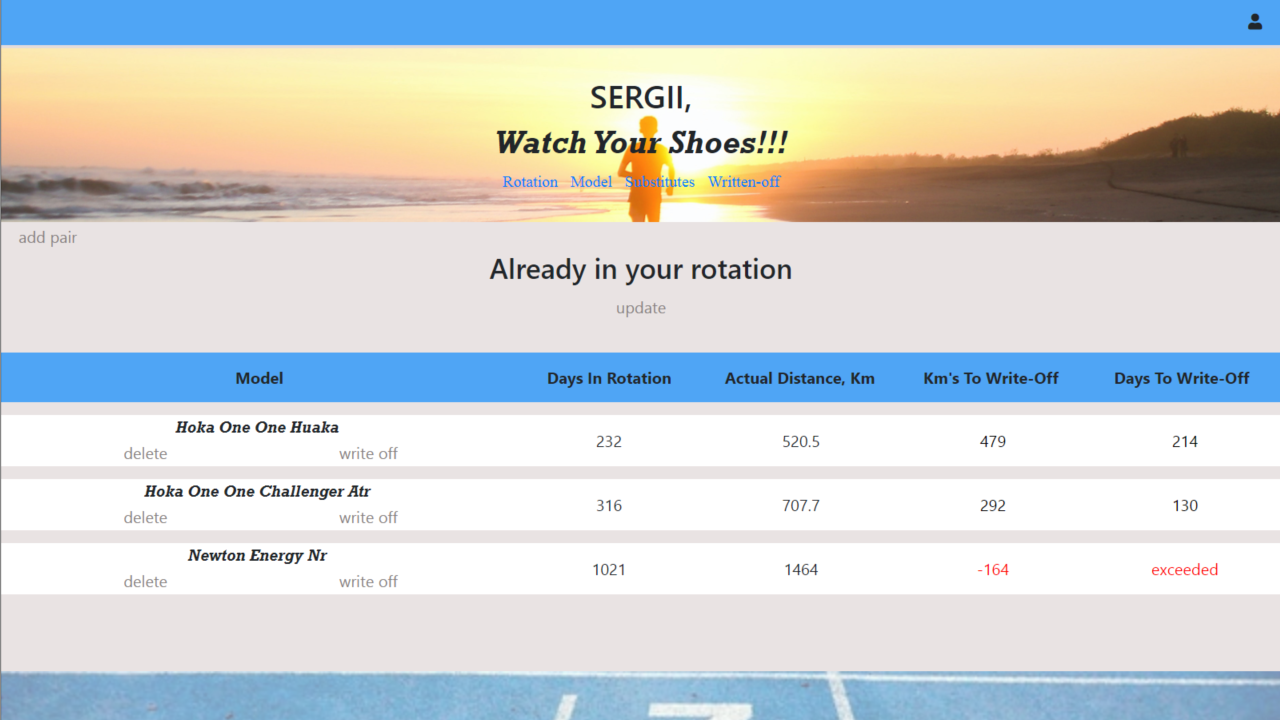 SERGII,
Watch Your Shoes!!!
Rotation Model Substitutes Written-off
add pair
Already in your rotation
update
Model Days In Rotation Actual Distance, Km Km's To Write-Off Days To Write-Off
Hoka One One Huaka
delete write off 232 520.5 479 214
Hoka One One Challenger Atr
delete write off 316 707.7 292 130
Newton Energy Nr
delete write off 1021 1464 -164 exceeded